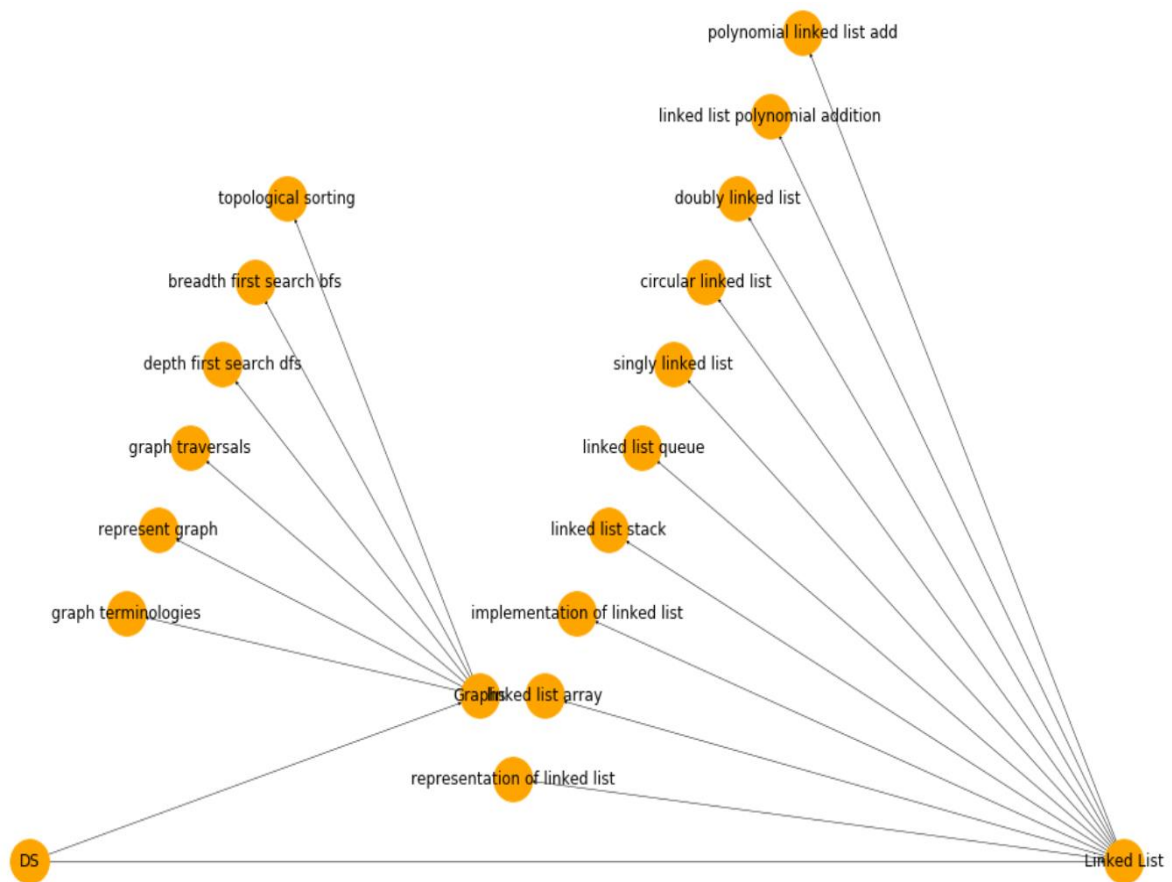 polynomial linked list add
linked list polynomial addition
topological sorting
doubly linked list
breadth first search bfs
circular linked list
depth first search dfs
singly linked list
graph traversals
linked list queue
represent graph
linked list stack
graph terminologies
implementation of linked list
Graphs
linked list array
representation of linked list
DS
Linked List